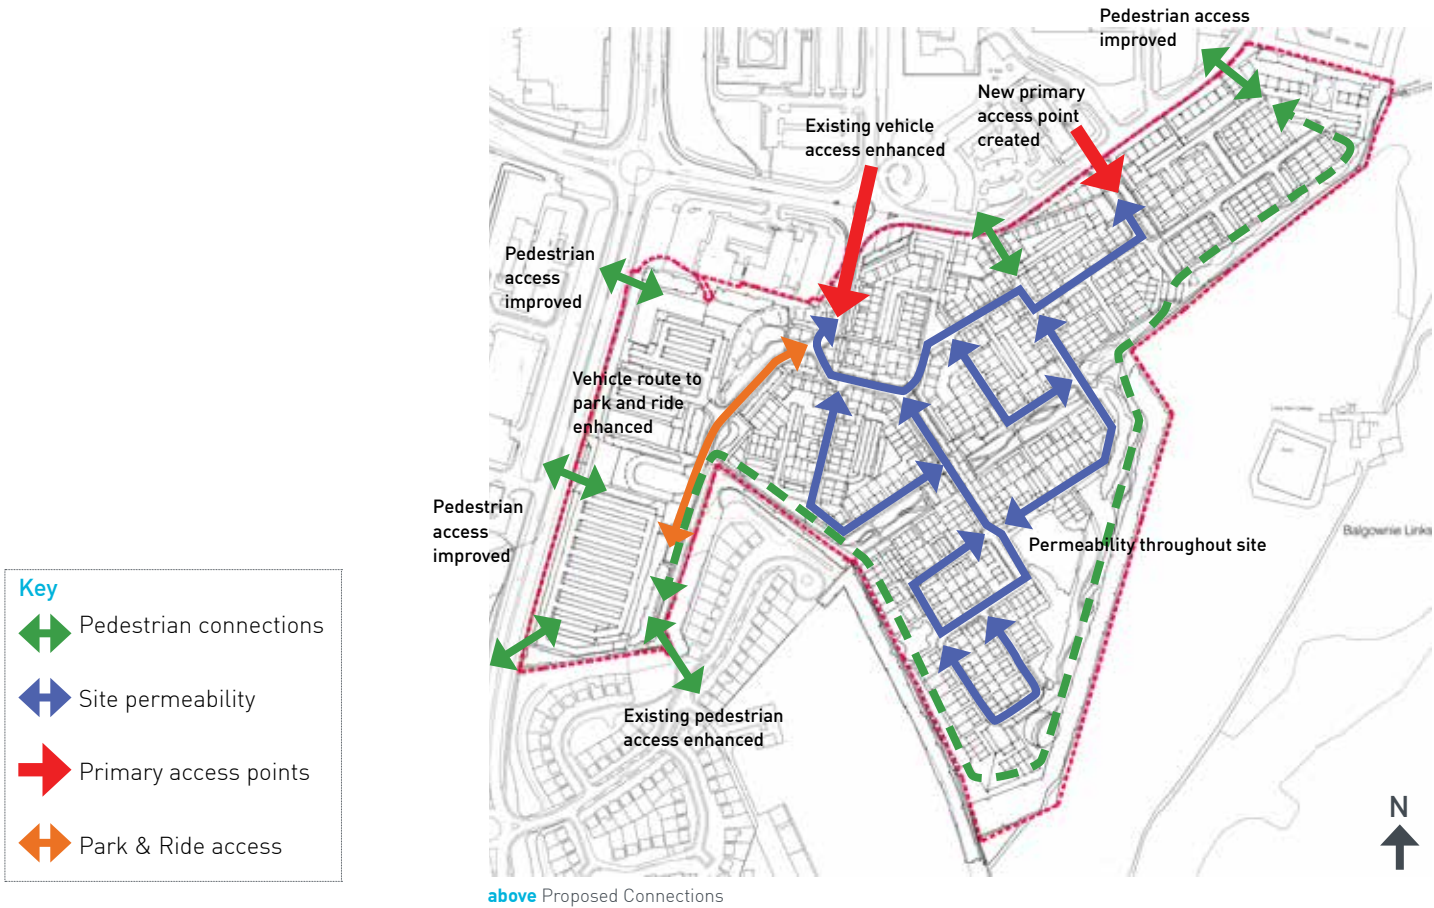 Pedestrian access
improved
New primary
access point
created
Existing vehicle
access enhanced
Pedestrian
access
improved
Vehicle route to
park and ride
enhanced
Pedestrian
access
improved
Balgownie Links
Permeability throughout site
Existing pedestrian
access enhanced
Key
Pedestrian connections
Site permeability
Primary access points
Park & Ride access
N
above Proposed Connections